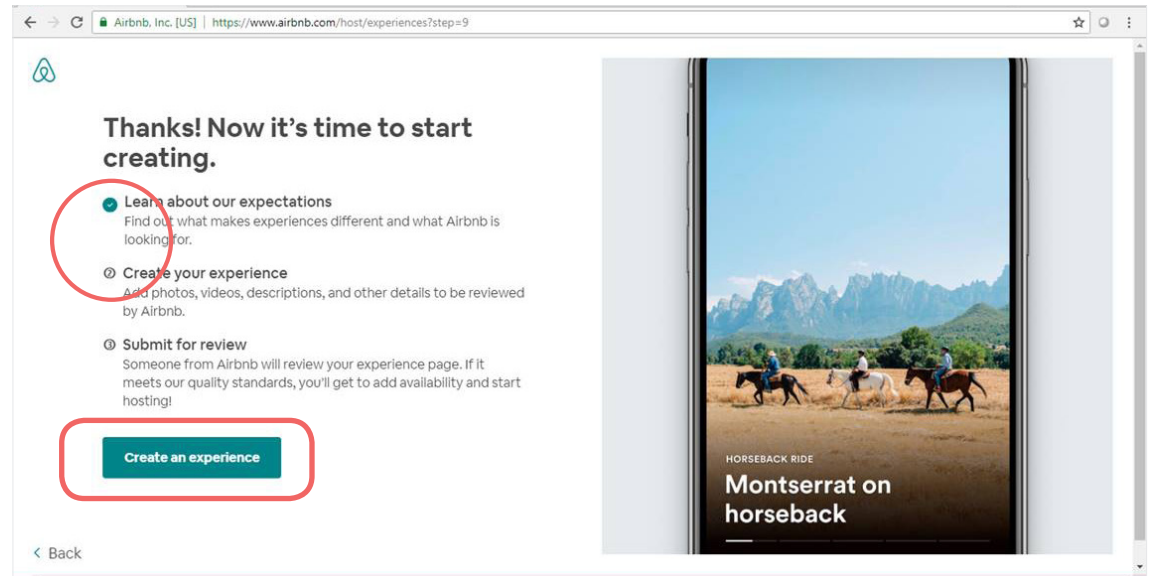 Airbnb, Inc. [US] | https://www.airbnb.com/host/experiences?step=9
Thanks! Now it's time to start
creating.
Learn about our expectations
Find out what makes experiences different and what Airbnb is
looking for.
2 Create your experience
Add photos, videos, descriptions, and other details to be reviewed
by Airbnb.
3 Submit for review
Someone from Airbnb will review your experience page. If it
meets our quality standards, you'll get to add availability and start
hosting!
Create an experience
< Back
HORSEBACK RIDE
Montserrat on
horseback